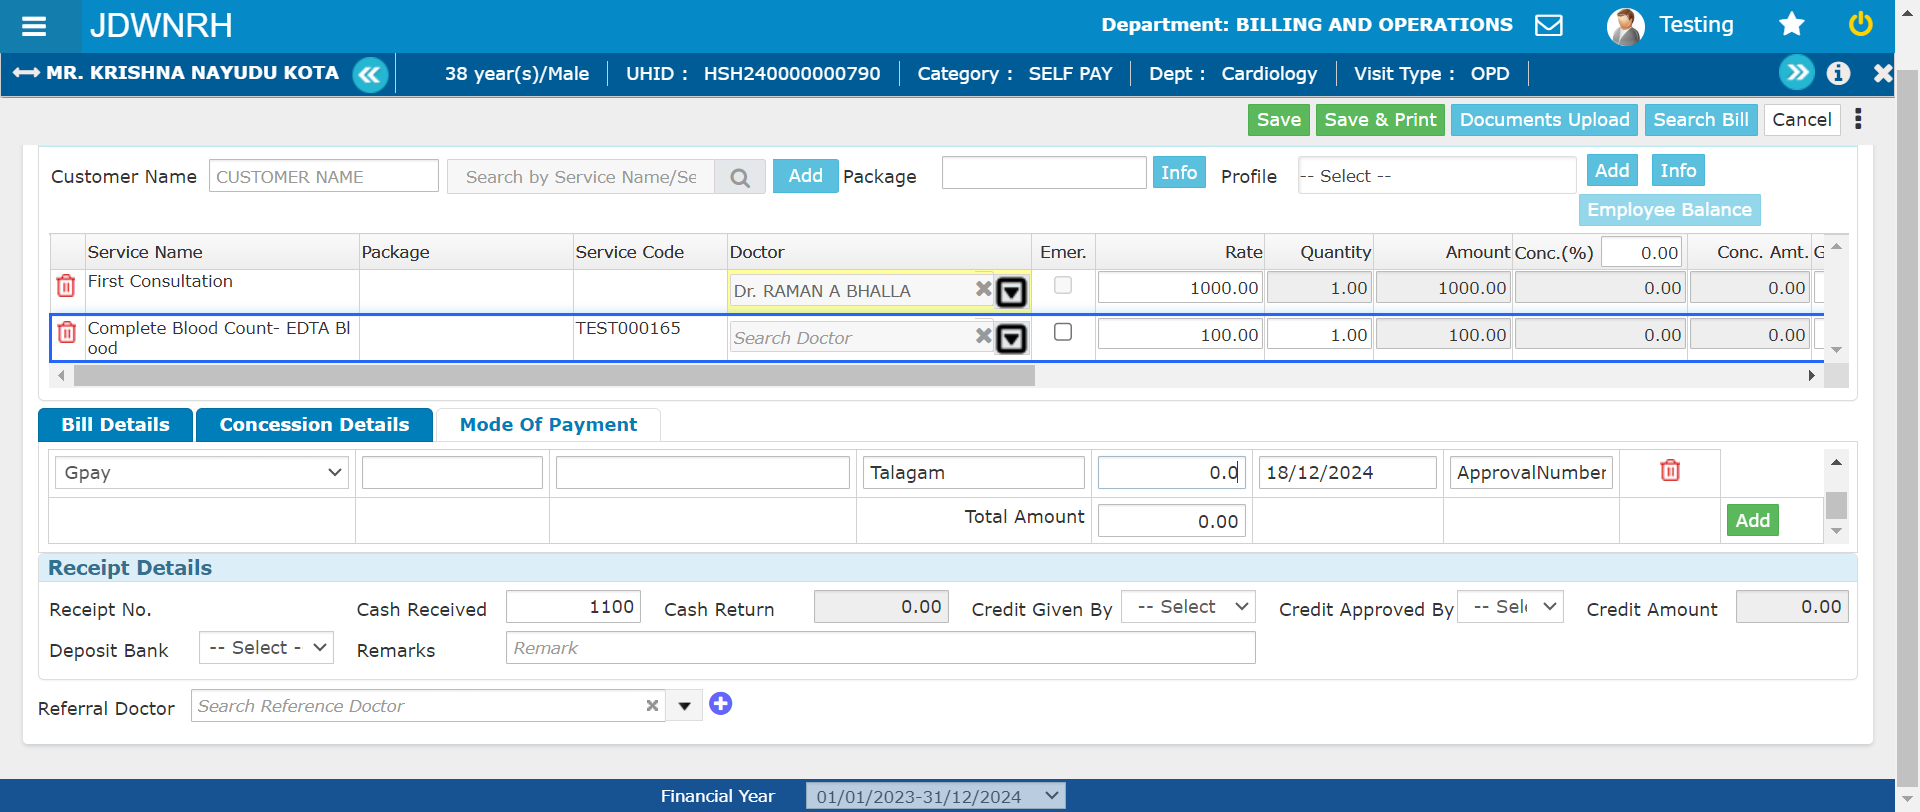 JDWNRH
Department: BILLING AND OPERATIONS
Testing
MR. KRISHNA NAYUDU KOTA
38 year(s)/Male
UHID : HSH240000000790
Category : SELF PAY
Dept : Cardiology
Visit Type : OPD
Save
Save & Print
Documents Upload
Search Bill
Cancel
Customer Name
CUSTOMER NAME
Search by Service Name/Se
Add
Package
Info
Profile
-- Select --
Add
Info
Employee Balance
Service Name
Package
Service Code
Doctor
Emer.
Rate
Quantity
Amount
Conc.(%)
0.00
Conc. Amt.
G
First Consultation
Dr. RAMAN A BHALLA
1000.00
1.00
1000.00
0.00
0.00
Complete Blood Count- EDTA Bl
ood
TEST000165
Search Doctor
100.00
1.00
100.00
0.00
0.00
Bill Details
Concession Details
Mode Of Payment
Gpay
Talagam
0.0
18/12/2024
ApprovalNumber
Total Amount
0.00
Add
Receipt Details
Receipt No.
Cash Received
1100
Cash Return
0.00
Credit Given By
-- Select
Credit Approved By
-- Sel
Credit Amount
0.00
Deposit Bank
-- Select -
Remarks
Remark
Referral Doctor
Search Reference Doctor
Financial Year
01/01/2023-31/12/2024